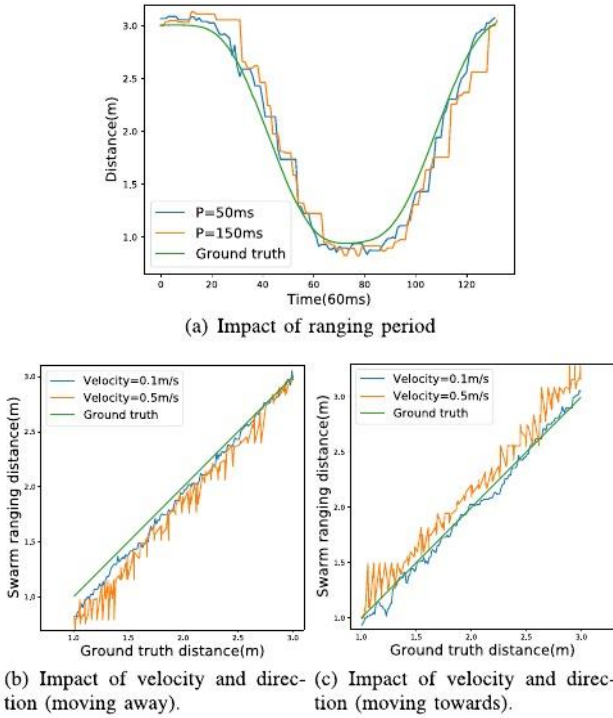 3.0
2.5
2.0
1.5
1.0
Distance(m)
P=50ms
P=150ms
Ground truth
0 20 40 60 80 100 120
Time(60ms)
(a) Impact of ranging period
3.0
2.5
2.0
1.5
1.0
Swarm ranging distance(m)
Velocity=0.1m/s
Velocity=0.5m/s
Ground truth
1.0 1.5 2.0 2.5 3.0
Ground truth distance(m)
(b) Impact of velocity and direc-
tion (moving away).
3.0
2.5
2.0
1.5
1.0
Swarm ranging distance(m)
Velocity=0.1m/s
Velocity=0.5m/s
Ground truth
1.0 1.5 2.0 2.5 3.0
Ground truth distance(m)
(c) Impact of velocity and direc-
tion (moving towards).